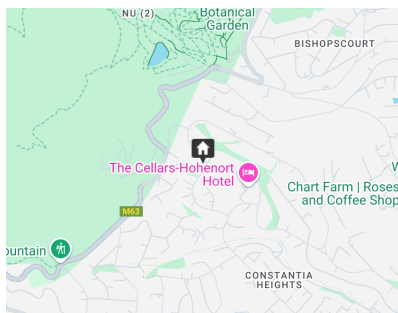 NU (2)
Botanical
Garden
BISHOPSCOURT
The Cellars-Hohenort
Hotel
W
Chart Farm | Roses
and Coffee Shop
M63
ountain
CONSTANTIA
HEIGHTS